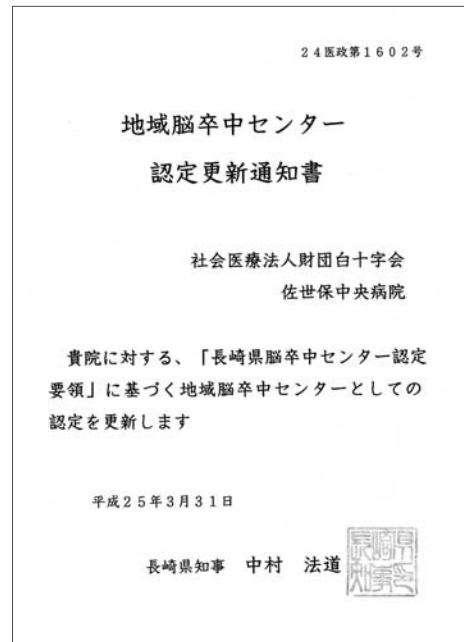 24医政第1602号
地域脳卒中センター
認定更新通知書
社会医療法人財団白十字会
佐世保中央病院
貴院に対する、「長崎県脳卒中センター認定
要領」に基づく地域脳卒中センターとしての
認定を更新します
平成25年3月31日
長崎県知事 中村 法道